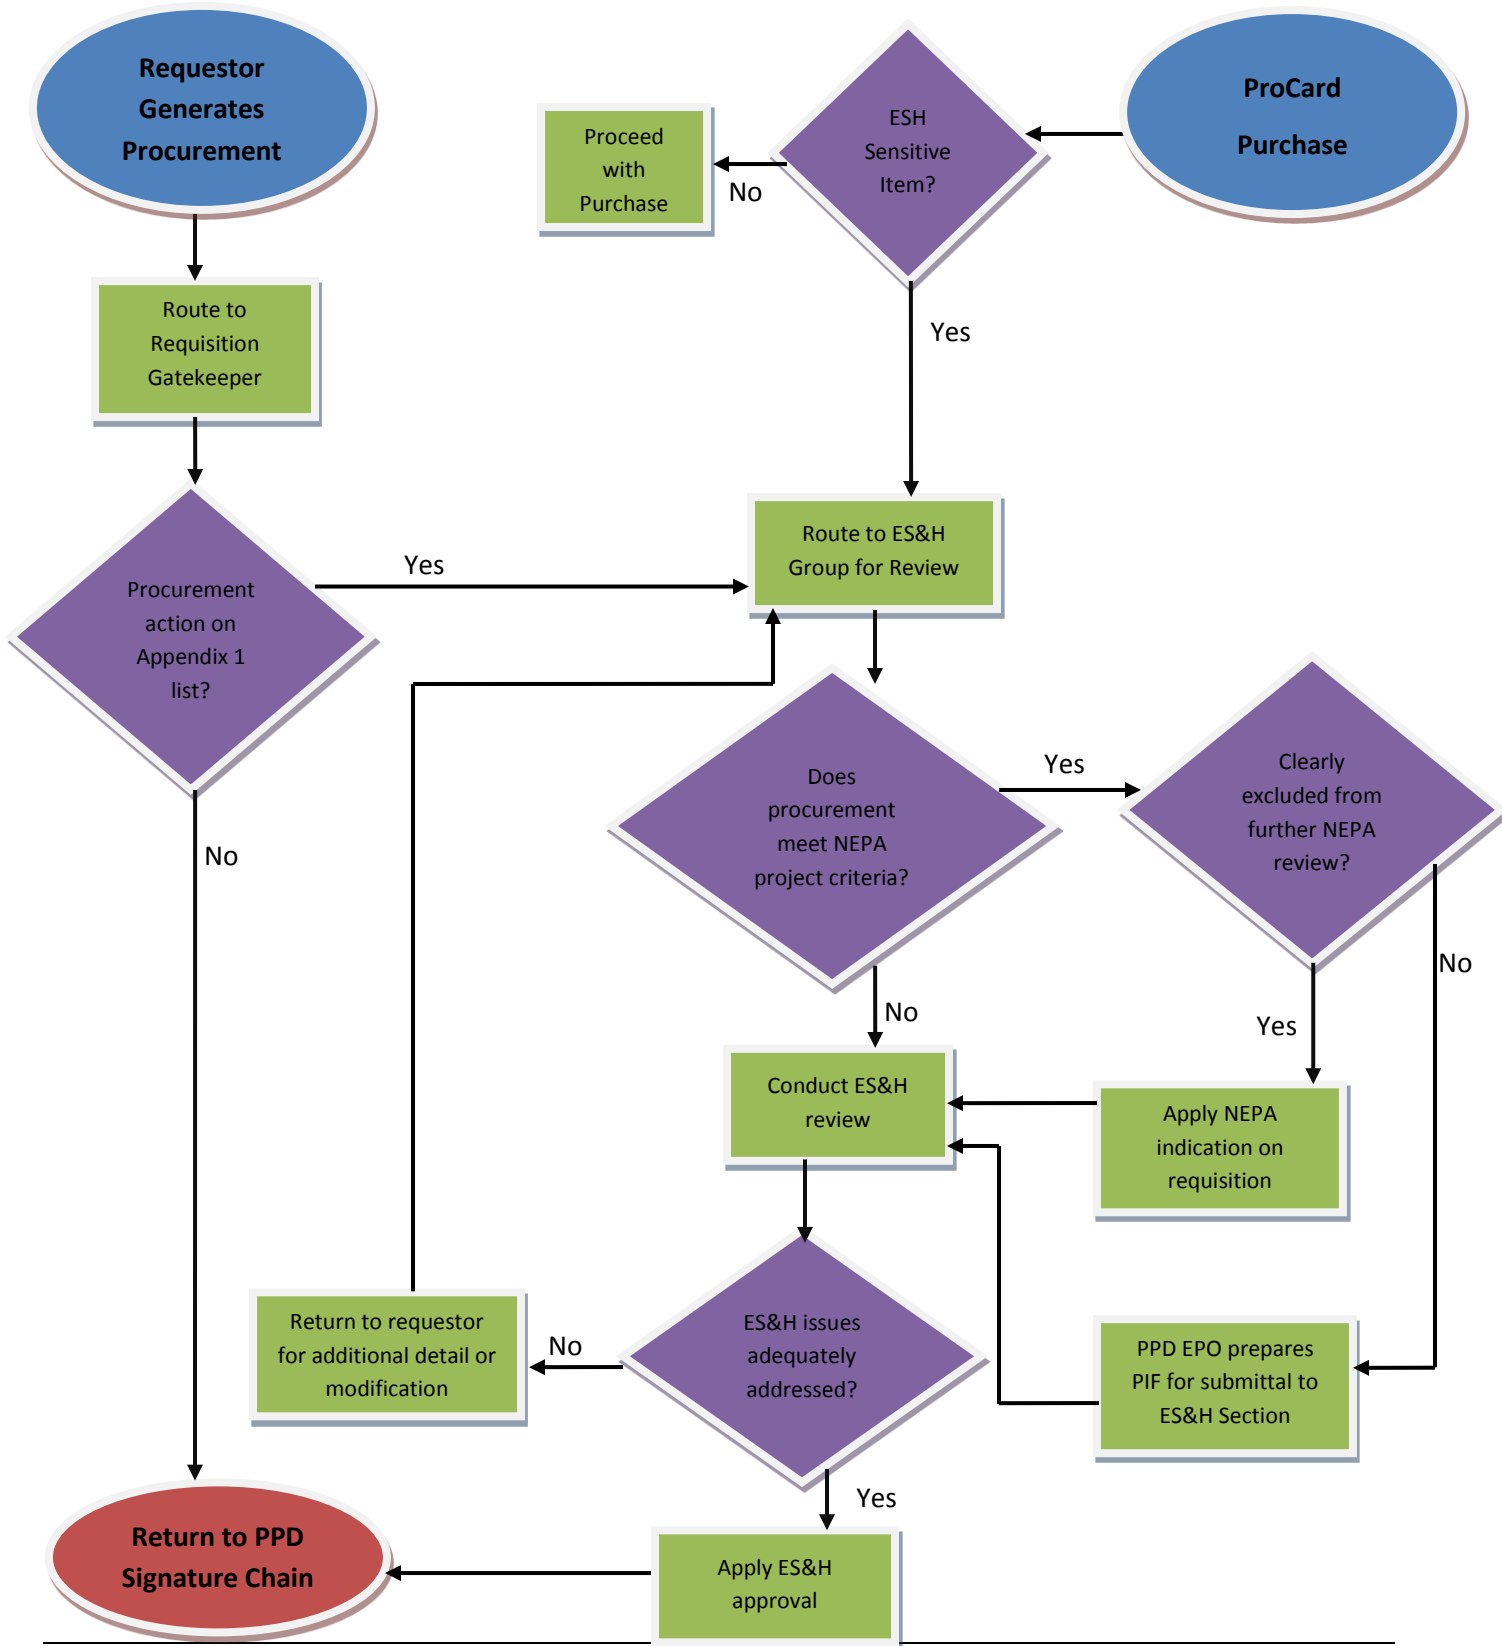 Requestor
Generates
Procurement
ESH
Sensitive
Item?
ProCard
Purchase
Proceed
with
Purchase
No
Route to
Requisition
Gatekeeper
Yes
Route to ES&H
Group for Review
Yes
Procurement
action on
Appendix 1
list?
No
Does
procurement
meet NEPA
project criteria?
Yes
Clearly
excluded from
further NEPA
review?
No
No
Yes
Conduct ES&H
review
Apply NEPA
indication on
requisition
Return to requestor
for additional detail or
modification
No
ES&H issues
adequately
addressed?
PPD EPO prepares
PIF for submittal to
ES&H Section
Yes
Return to PPD
Signature Chain
Apply ES&H
approval